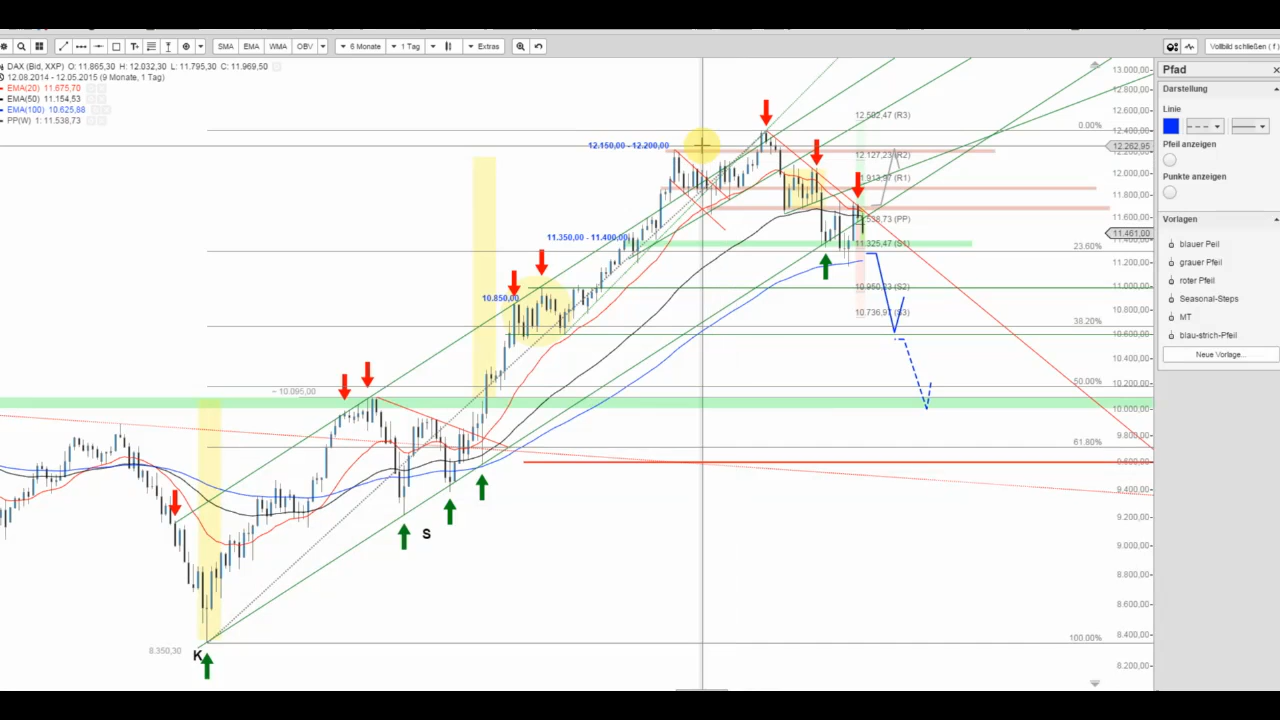 SMA EMA WMA OBV 6 Monate 1 Tag Extras Vollbild schließen ( f )
DAX (Bid, XXP) O: 11.865,30 H: 12.032,30 L: 11.795,30 C: 11.969,50
12.08.2014 - 12.05.2015 (9 Monate, 1 Tag)
EMA(20) 11.675,70
EMA(50) 11.154,53
EMA(100) 10.625,88
PP(W) 1: 11.538,73
12.150,00 - 12.200,00
11.350,00 - 11.400,00
10.850,00
~ 10.095,00
8.350,30
K
S
12.502,47 (R3)
12.127,23 (R2)
11.913,97 (R1)
11.538,73 (PP)
11.325,47 (S1)
10.950,23 (S2)
10.736,97 (S3)
0.00%
23.60%
38.20%
50.00%
61.80%
100.00%
13.000,00
12.800,00
12.600,00
12.400,00
12.262,95
12.000,00
11.800,00
11.600,00
11.461,00
11.200,00
11.000,00
10.800,00
10.600,00
10.400,00
10.200,00
10.000,00
9.800,00
9.600,00
9.400,00
9.200,00
9.000,00
8.800,00
8.600,00
8.400,00
8.200,00
Pfad
Darstellung
Linie
Pfeil anzeigen
Punkte anzeigen
Vorlagen
blauer Peil
grauer Pfeil
roter Pfeil
Seasonal-Steps
MT
blau-strich-Pfeil
Neue Vorlage...